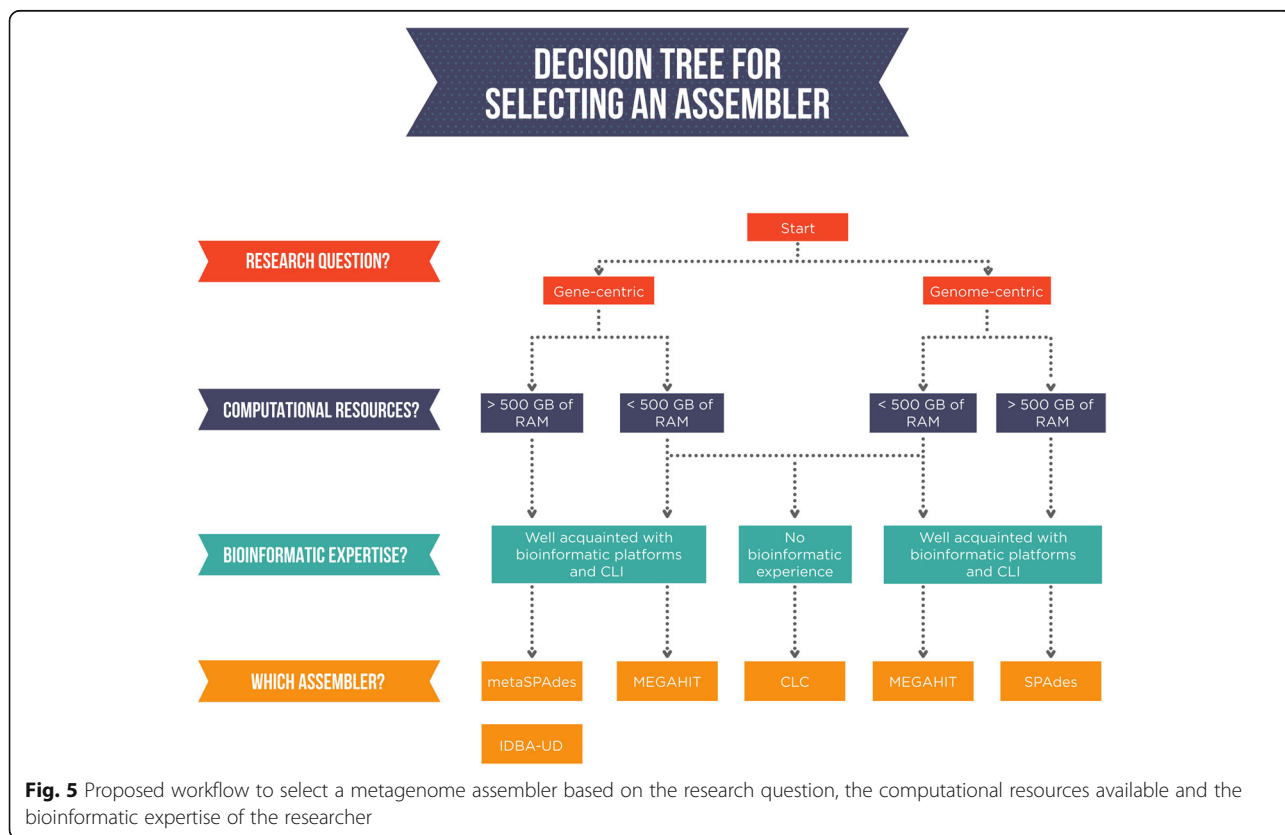 DECISION TREE FOR
SELECTING AN ASSEMBLER
Start
RESEARCH QUESTION?
Gene-centric
Genome-centric
COMPUTATIONAL RESOURCES?
> 500 GB of
RAM
< 500 GB of
RAM
< 500 GB of
RAM
> 500 GB of
RAM
BIOINFORMATIC EXPERTISE?
Well acquainted with
bioinformatic platforms
and CLI
No
bioinformatic
experience
Well acquainted with
bioinformatic platforms
and CLI
WHICH ASSEMBLER?
metaSPAdes
MEGAHIT
CLC
MEGAHIT
SPAdes
IDBA-UD
Fig. 5 Proposed workflow to select a metagenome assembler based on the research question, the computational resources available and the
bioinformatic expertise of the researcher